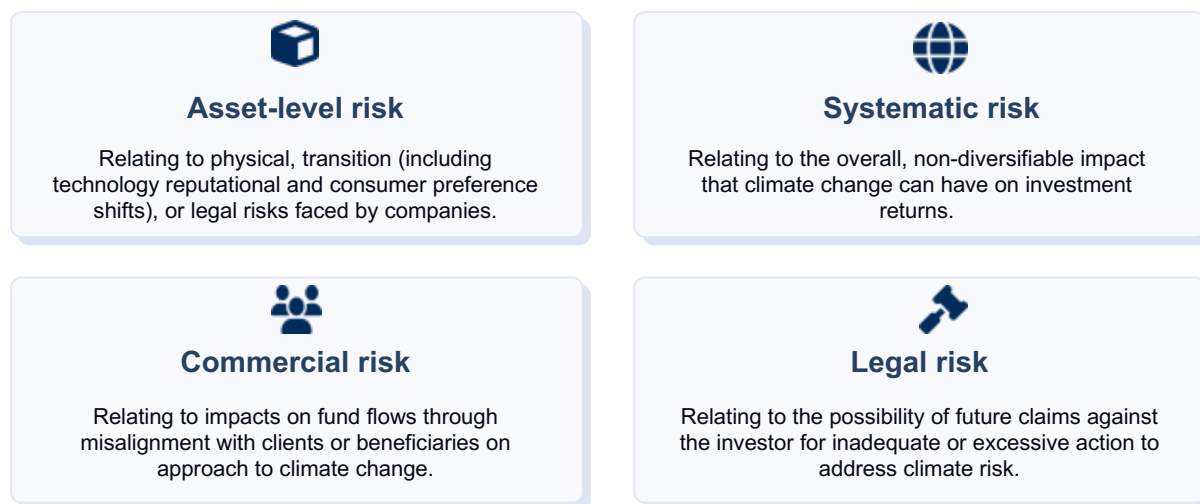 Asset-level risk
Relating to physical, transition (including
technology reputational and consumer preference
shifts), or legal risks faced by companies.
Systematic risk
Relating to the overall, non-diversifiable impact
that climate change can have on investment
returns.
Commercial risk
Relating to impacts on fund flows through
misalignment with clients or beneficiaries on
approach to climate change.
Legal risk
Relating to the possibility of future claims against
the investor for inadequate or excessive action to
address climate risk.